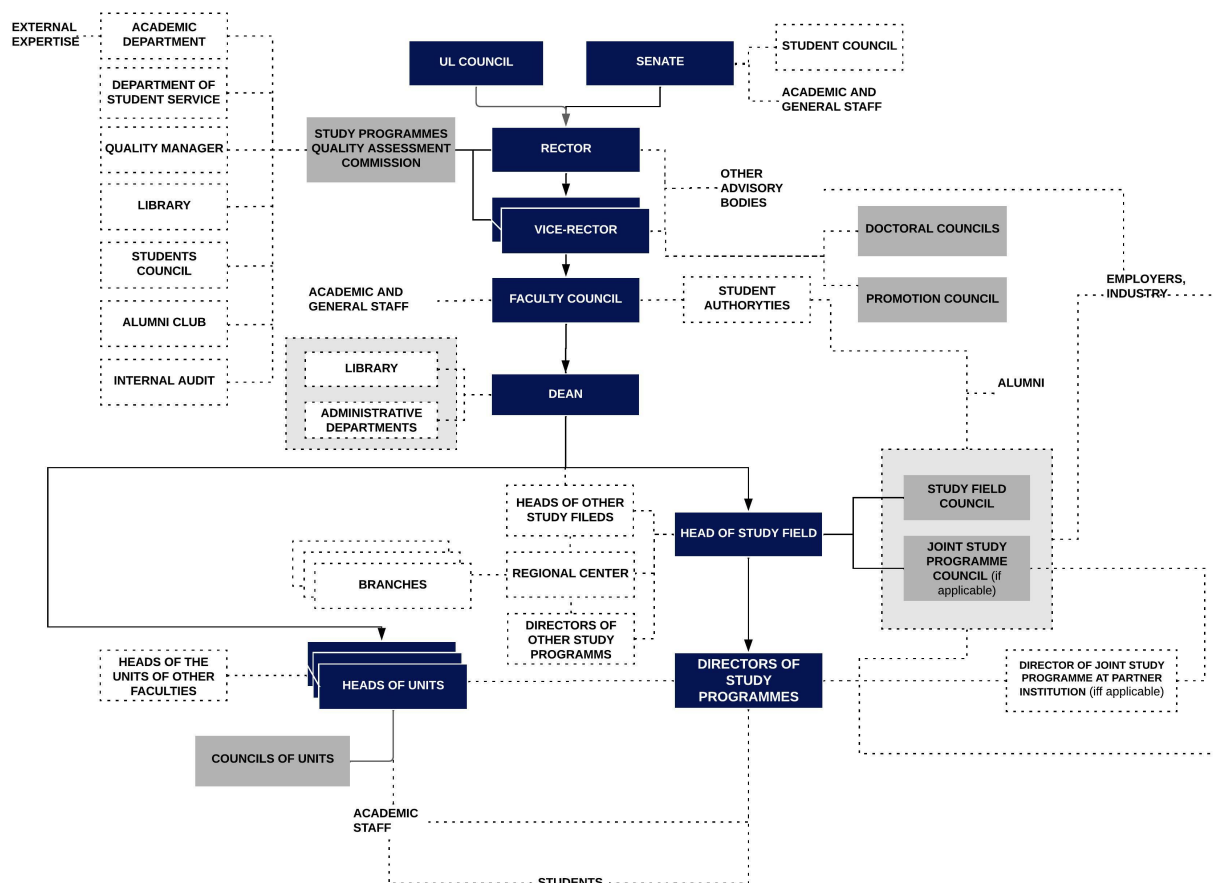 EXTERNAL
EXPERTISE
ACADEMIC
DEPARTMENT
DEPARTMENT OF
STUDENT SERVICE
QUALITY MANAGER
LIBRARY
STUDENTS
COUNCIL
ALUMNI CLUB
INTERNAL AUDIT
UL COUNCIL
SENATE
STUDENT COUNCIL
ACADEMIC AND
GENERAL STAFF
STUDY PROGRAMMES
QUALITY ASSESSMENT
COMMISSION
RECTOR
OTHER
ADVISORY
BODIES
VICE-RECTOR
DOCTORAL COUNCILS
PROMOTION COUNCIL
EMPLOYERS,
INDUSTRY
ACADEMIC AND
GENERAL STAFF
FACULTY COUNCIL
STUDENT
AUTHORYTIES
LIBRARY
ADMINISTRATIVE
DEPARTMENTS
DEAN
ALUMNI
HEADS OF OTHER
STUDY FILEDS
HEAD OF STUDY FIELD
STUDY FIELD
COUNCIL
JOINT STUDY
PROGRAMME
COUNCIL (if
applicable)
BRANCHES
REGIONAL CENTER
DIRECTORS OF
OTHER STUDY
PROGRAMMS
HEADS OF THE
UNITS OF OTHER
FACULTIES
HEADS OF UNITS
DIRECTORS OF
STUDY
PROGRAMMES
DIRECTOR OF JOINT STUDY
PROGRAMME AT PARTNER
INSTITUTION (iff applicable)
COUNCILS OF UNITS
ACADEMIC
STAFF
STUDENTS